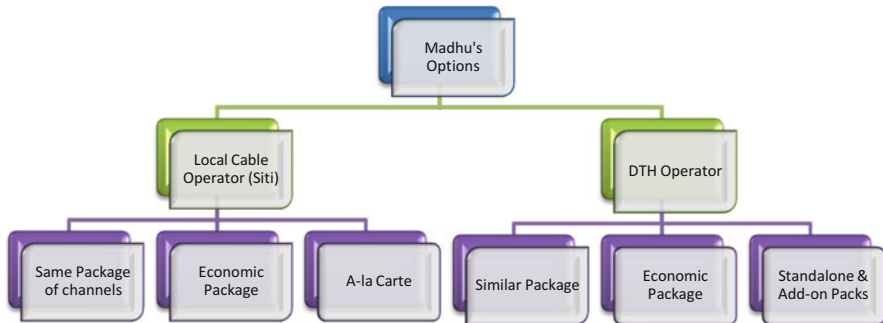 Madhu's
Options
Local Cable
Operator (Siti)
DTH Operator
Same Package
of channels
Economic
Package
A-la Carte
Similar Package
Economic
Package
Standalone &
Add-on Packs